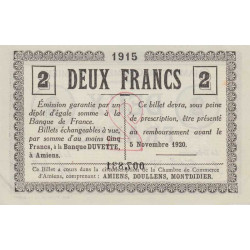 1915
2 DEUX FRANCS 2
Émission garantie par un
dépôt d'égale somme à la
Banque de France.
Billets échangeables à vue,
par somme d'au moins Cinq
Francs, à la Banque DUVETTE,
à Amiens.
Ce billet devra, sous peine
de prescription, être présenté
au remboursement avant le
5 Novembre 1920.
Ce Billet a cours dans la circonscription de la Chambre de Commerce
d'Amiens, comprenant : AMIENS, DOULLENS, MONTDIDIER.